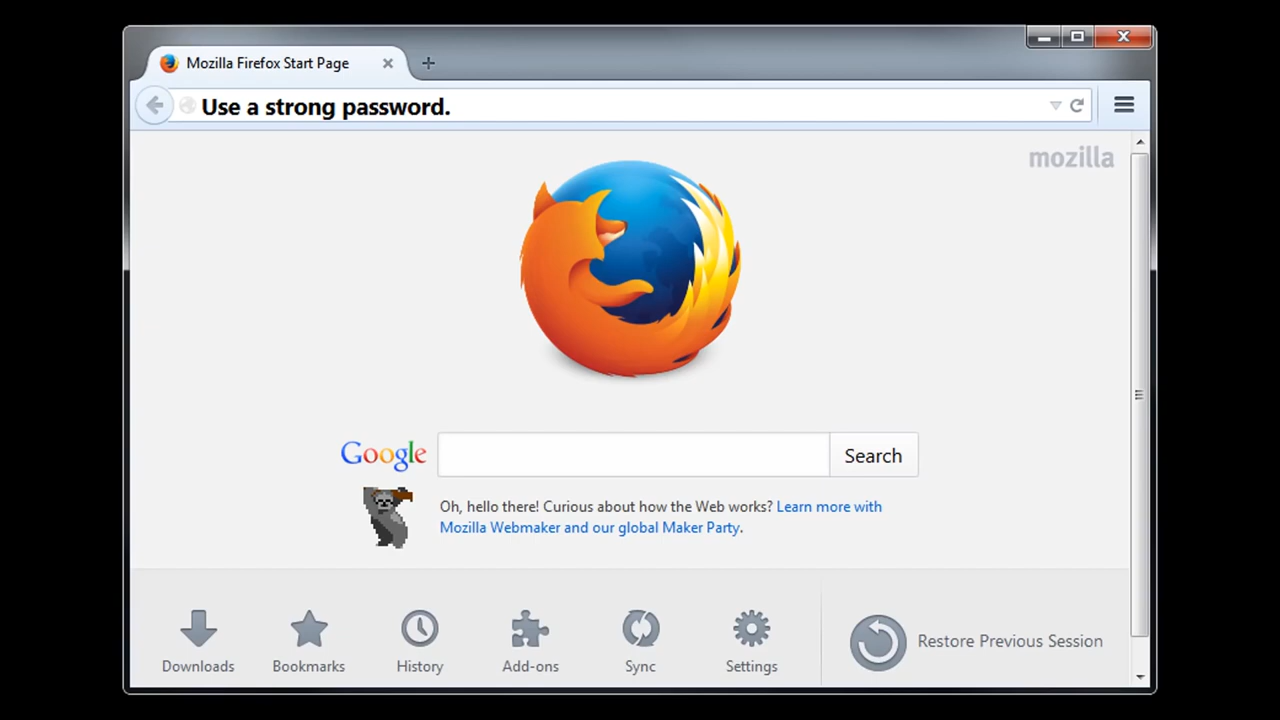 Mozilla Firefox Start Page
Use a strong password.
mozilla
Google
Search
Oh, hello there! Curious about how the Web works? Learn more with
Mozilla Webmaker and our global Maker Party.
Downloads
Bookmarks
History
Add-ons
Sync
Settings
Restore Previous Session